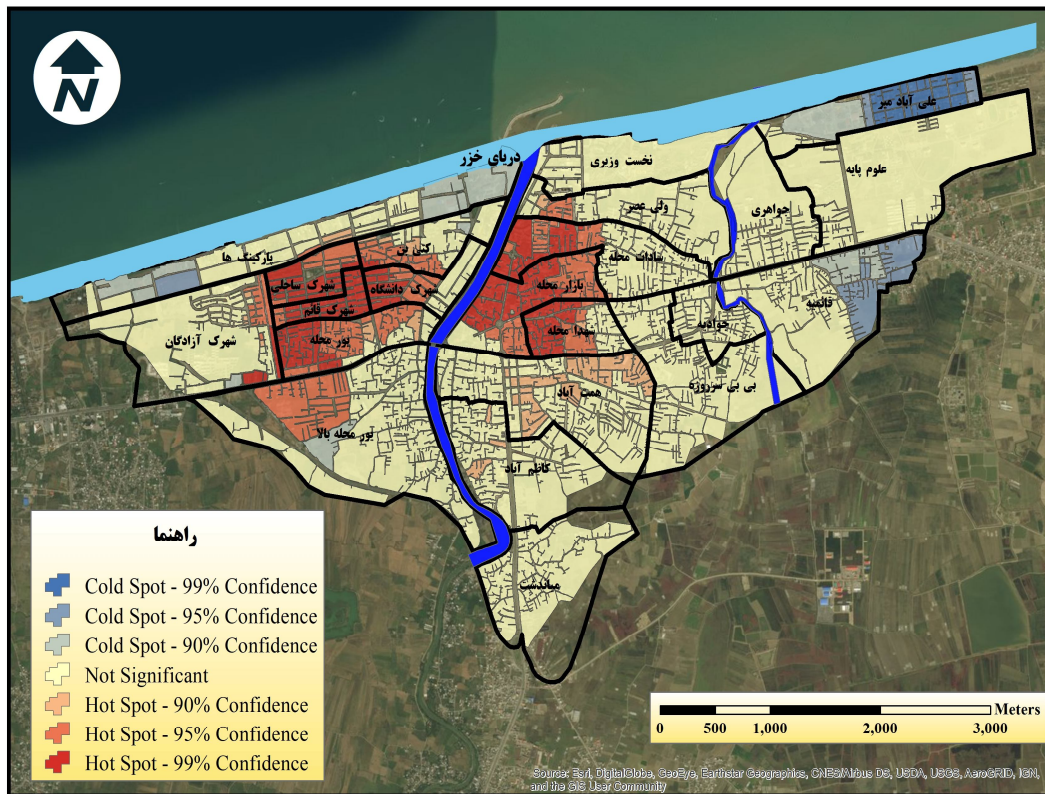 N
علی آباد میر
دریای خزر
نخست وزیری
علوم پایه
ولی عصر
جواهری
کتی بن
سادات محله
پارکینگ ها
شهرک ساحلی
شهرک دانشگاه
بازار محله
قائمیه
شهرک قائم
شهدا محله
جوادیه
پور محله
شهرک آزادگان
بی بی سرروزه
همت آباد
پور محله بالا
کاظم آباد
میاندشت
راهنما
Cold Spot - 99% Confidence
Cold Spot - 95% Confidence
Cold Spot - 90% Confidence
Not Significant
Hot Spot - 90% Confidence
Hot Spot - 95% Confidence
Hot Spot - 99% Confidence
Meters
0 500 1,000 2,000 3,000
Source: Esri, DigitalGlobe, GeoEye, Earthstar Geographics, CNES/Airbus DS, USDA, USGS, AeroGRID, IGN,
and the GIS User Community